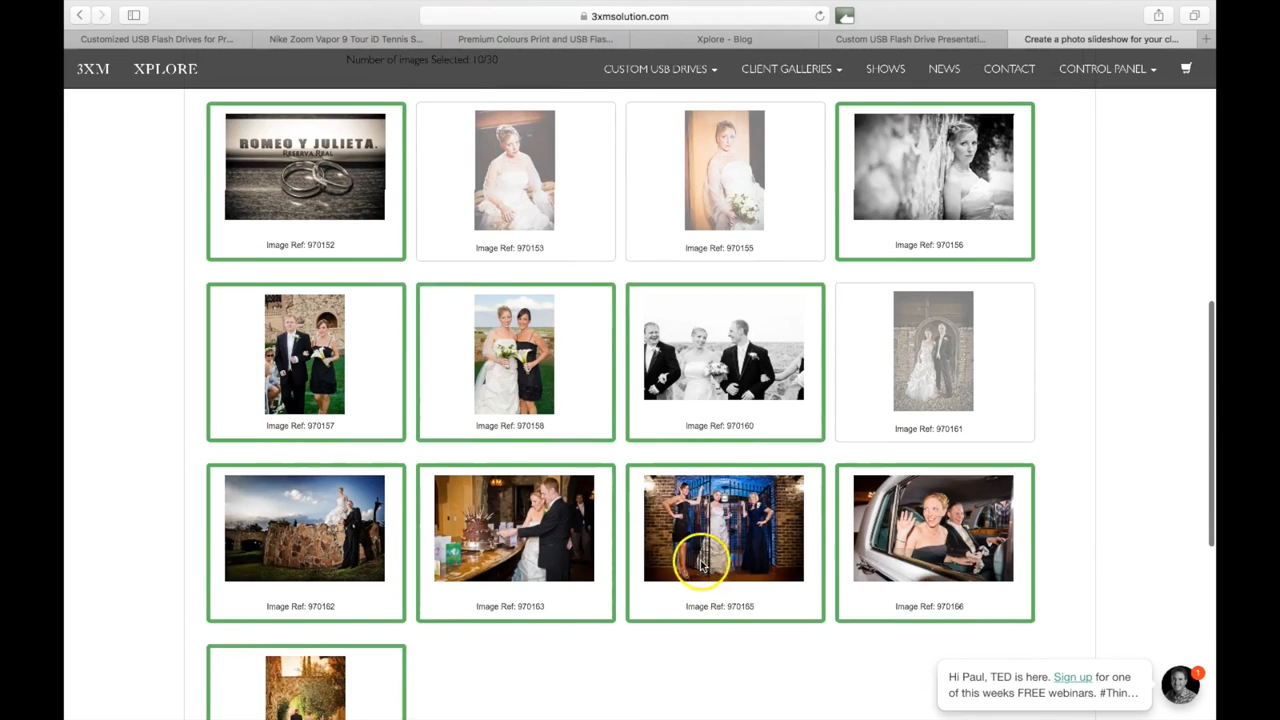 3xmsolution.com
Customized USB Flash Drives for Pr...
Nike Zoom Vapor 9 Tour iD Tennis S...
Premium Colours Print and USB Flas...
Xplore - Blog
Custom USB Flash Drive Presentati...
Create a photo slideshow for your cl...
Number of images Selected: 10/30
3XM
XPLORE
CUSTOM USB DRIVES
CLIENT GALLERIES
SHOWS
NEWS
CONTACT
CONTROL PANEL
ROMEO Y JULIETA.
RESERVA REAL
Image Ref: 970152
Image Ref: 970153
Image Ref: 970155
Image Ref: 970156
Image Ref: 970157
Image Ref: 970158
Image Ref: 970160
Image Ref: 970161
Image Ref: 970162
Image Ref: 970163
Image Ref: 970165
Image Ref: 970166
Hi Paul, TED is here. Sign up for one
of this weeks FREE webinars. #Thin...
1